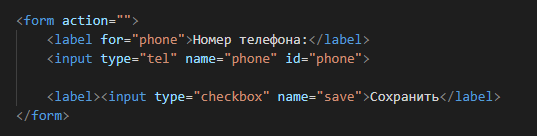 <form action="">
<label for="phone">Номер телефона:</label>
<input type="tel" name="phone" id="phone">
<label><input type="checkbox" name="save">Сохранить</label>
</form>